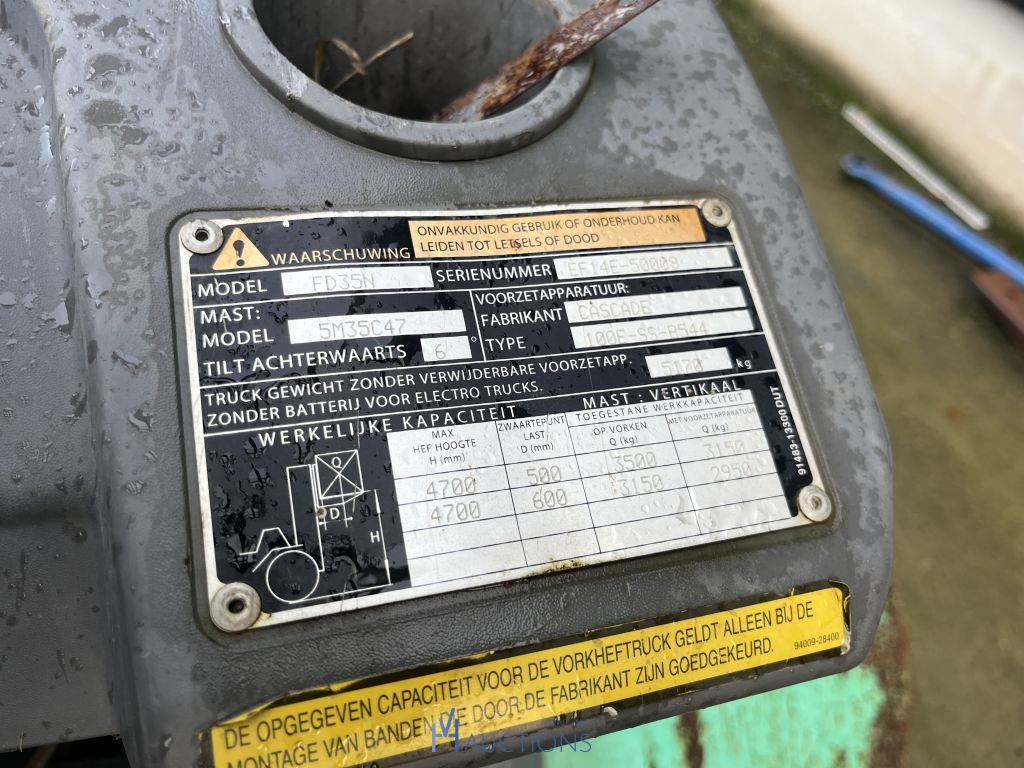 WAARSCHUWING
ONVAKKUNDIG GEBRUIK OF ONDERHOUD KAN
LEIDEN TOT LETSELS OF DOOD
MODEL FD35N SERIENUMMER EF14E-50008
MAST:
MODEL 5M35C47
TILT ACHTERWAARTS 6 °
VOORZETAPPARATUUR:
FABRIKANT CASCADE
TYPE 100F-SS-B544
TRUCK GEWICHT ZONDER VERWIJDERBARE VOORZETAPP. 5170 kg
ZONDER BATTERIJ VOOR ELECTRO TRUCKS.
WERKELIJKE KAPACITEIT MAST : VERTIKAAL
MAX
HEF HOOGTE
H (mm)
ZWAARTEPUNT
LAST
D (mm)
TOEGESTANE WERKKAPACITEIT
OP VORKEN
Q (kg)
MET VOORZETAPPARATUUR
Q (kg)
4700 500 3500 3150
4700 600 3150 2950
Q
D
H
91483-13300 DUT
DE OPGEGEVEN CAPACITEIT VOOR DE VORKHEFTRUCK GELDT ALLEEN BIJ DE
MONTAGE VAN BANDEN DIE DOOR DE FABRIKANT ZIJN GOEDGEKEURD.
94009-28400
AUCTIONS